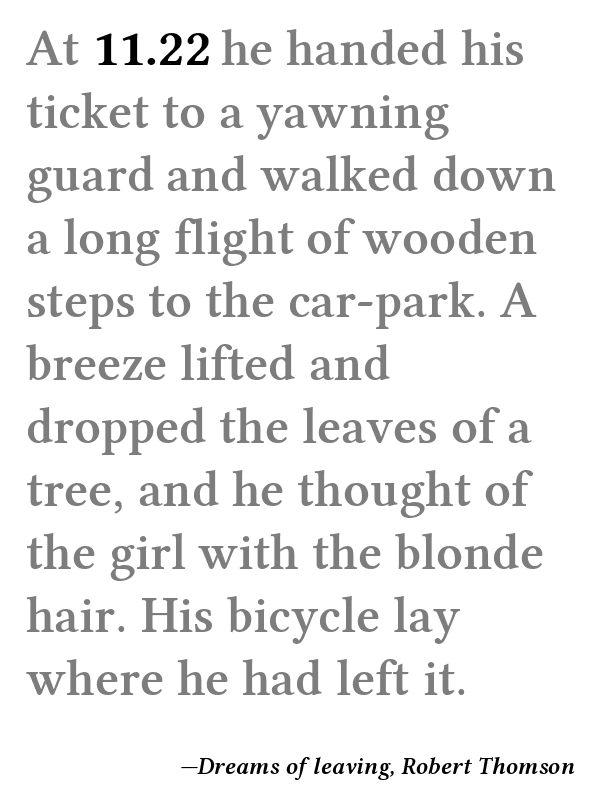 At 11.22 he handed his
ticket to a yawning
guard and walked down
a long flight of wooden
steps to the car-park. A
breeze lifted and
dropped the leaves of a
tree, and he thought of
the girl with the blonde
hair. His bicycle lay
where he had left it.
—Dreams of leaving, Robert Thomson